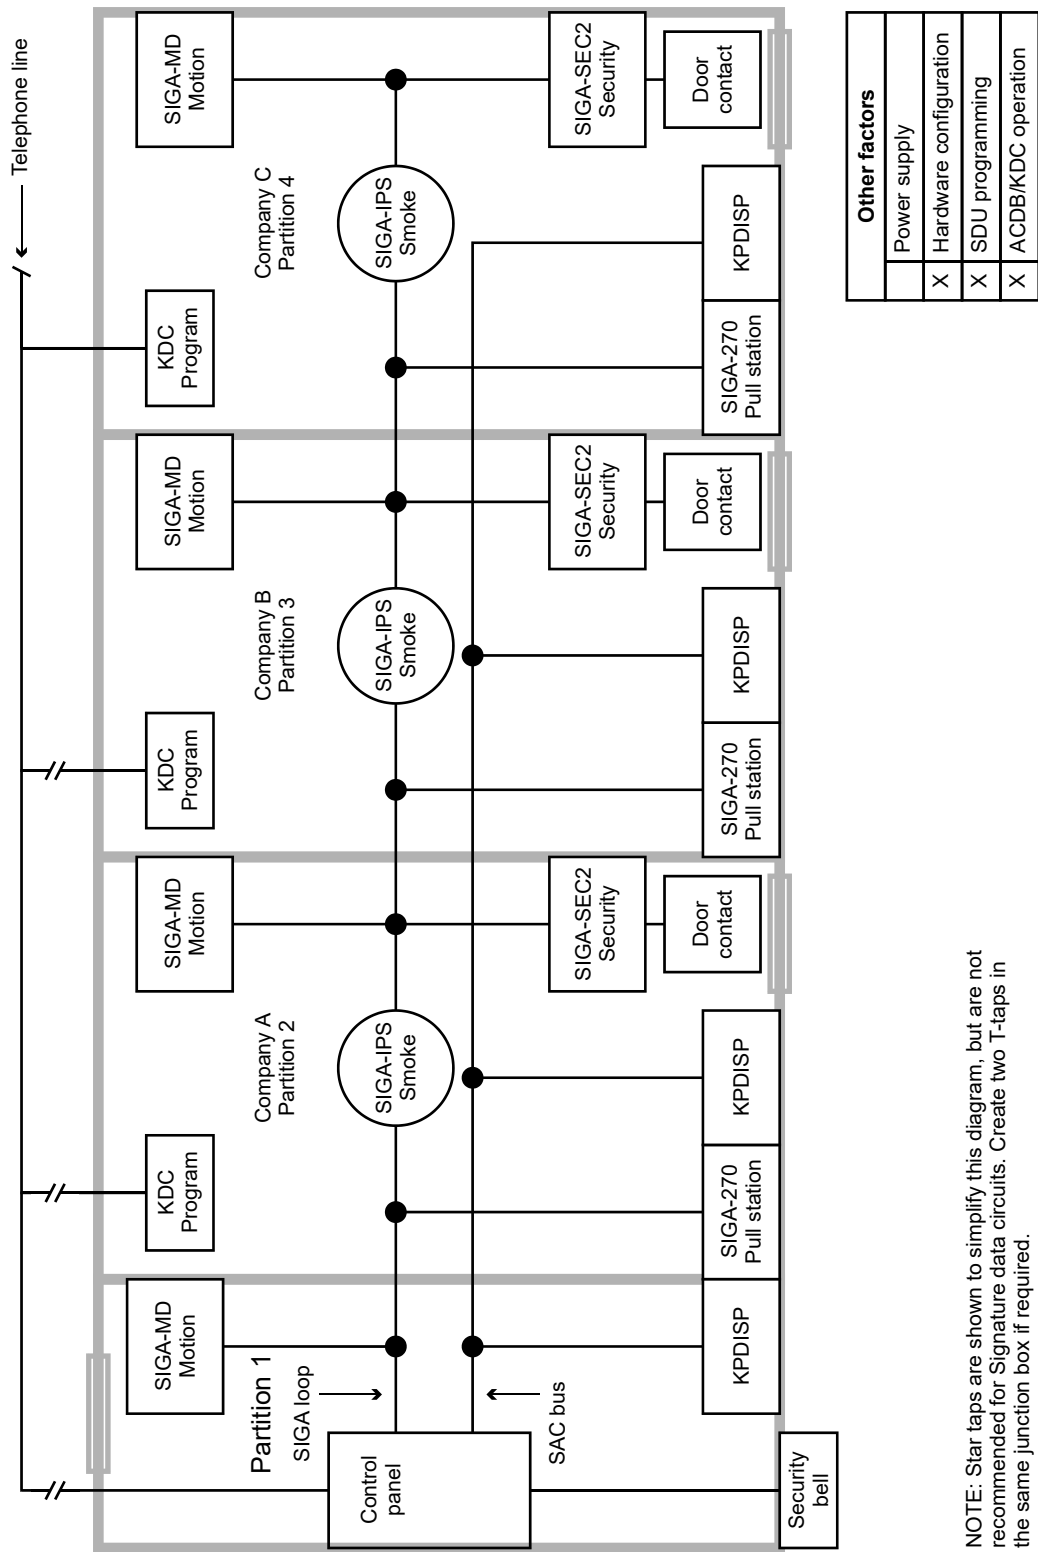 Telephone line
KDC
Program
KDC
Program
KDC
Program
SIGA-MD
Motion
SIGA-MD
Motion
SIGA-MD
Motion
SIGA-MD
Motion
Partition 1
Company A
Partition 2
Company B
Partition 3
Company C
Partition 4
SIGA loop
Control
panel
SIGA-IPS
Smoke
SIGA-IPS
Smoke
SIGA-IPS
Smoke
SAC bus
SIGA-SEC2
Security
SIGA-SEC2
Security
SIGA-SEC2
Security
Door
contact
Door
contact
Door
contact
KPDISP
SIGA-270
Pull station
KPDISP
SIGA-270
Pull station
KPDISP
SIGA-270
Pull station
KPDISP
Security
bell
Other factors
Power supply
X Hardware configuration
X SDU programming
X ACDB/KDC operation
NOTE: Star taps are shown to simplify this diagram, but are not
recommended for Signature data circuits. Create two T-taps in
the same junction box if required.